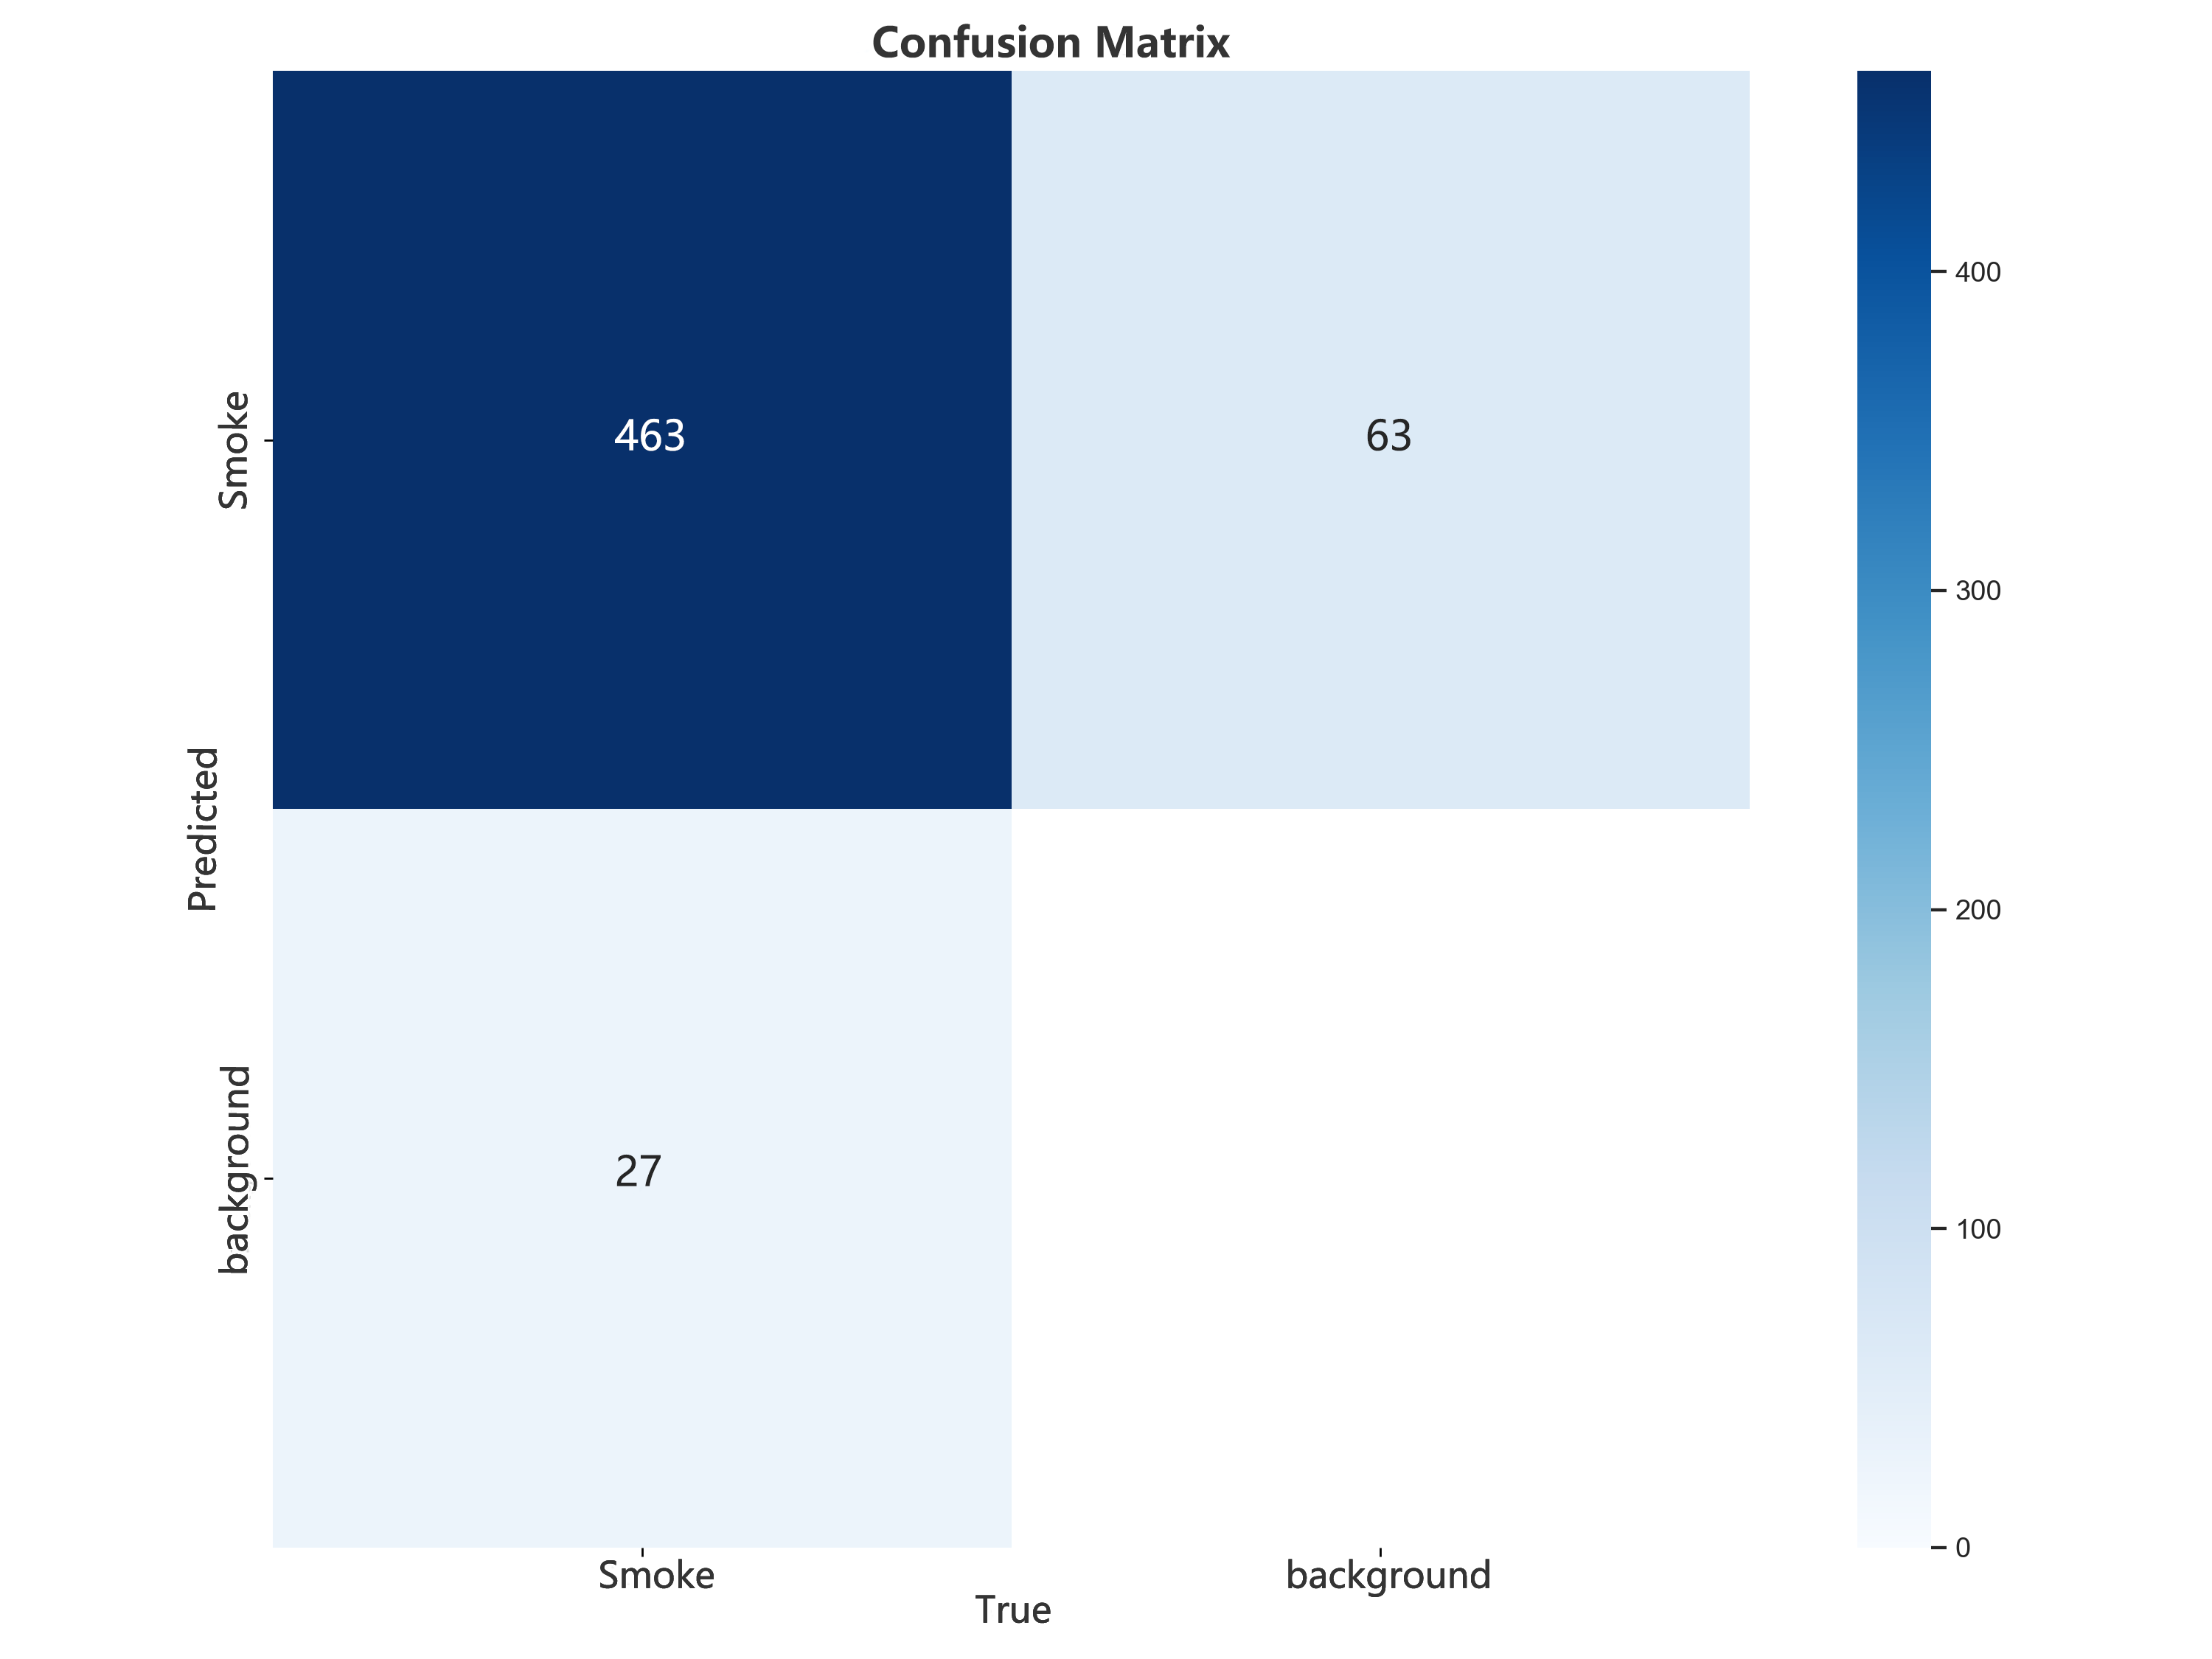 Confusion Matrix
Smoke
463
63
Predicted
background
27
Smoke
background
True
400
300
200
100
0